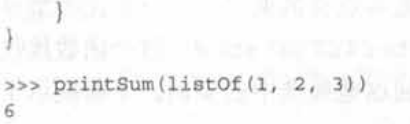 }
}
>>> printSum(listOf(1, 2, 3))
6